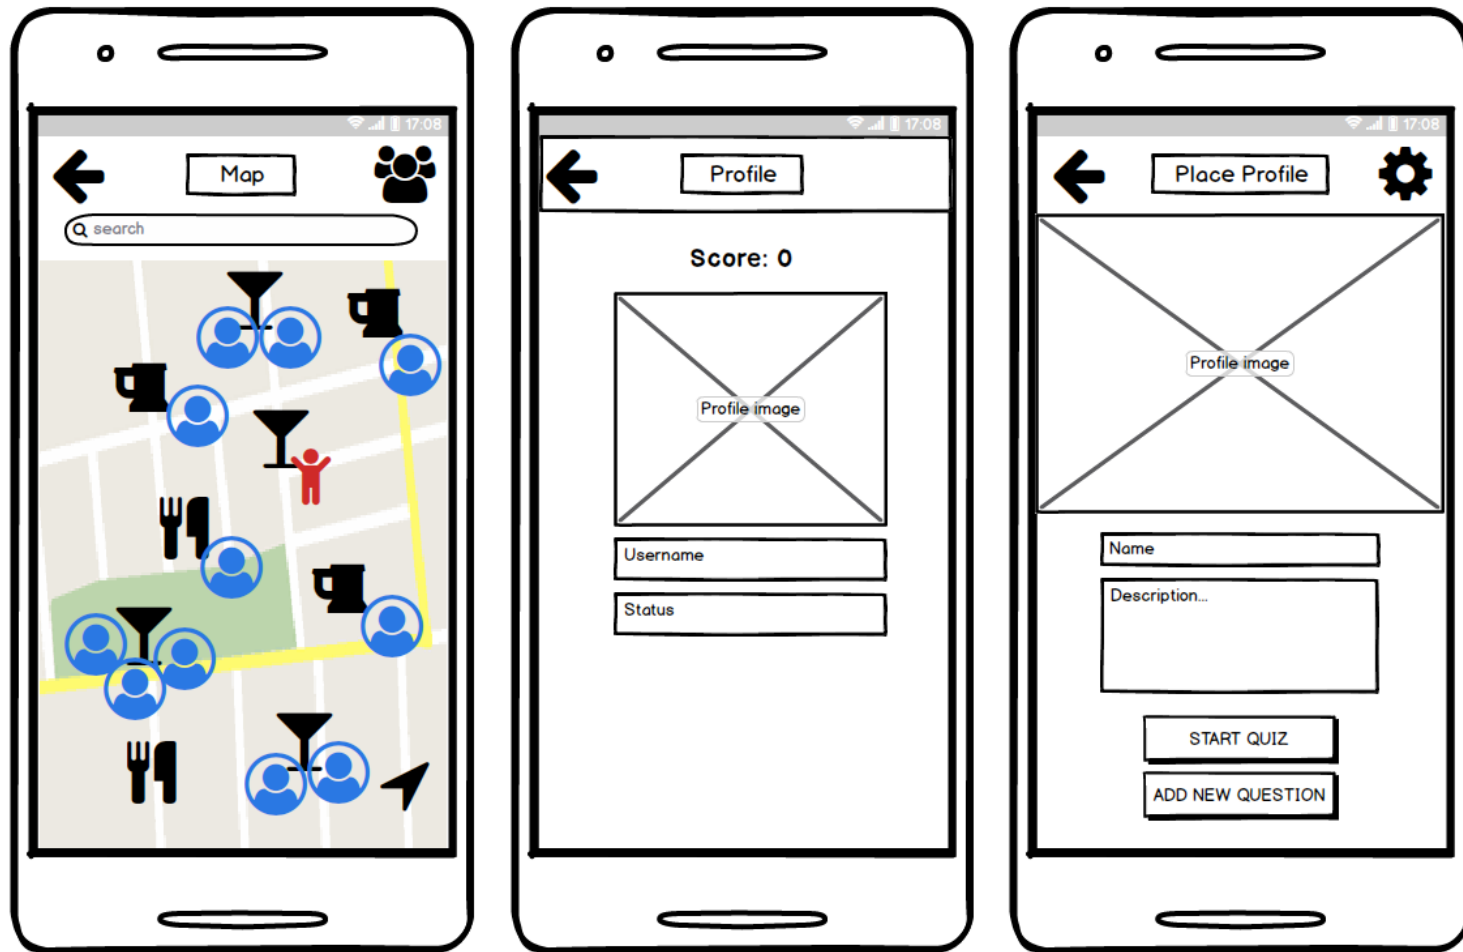 17:08
Map
search
17:08
Profile
Score: 0
Profile image
Username
Status
17:08
Place Profile
Profile image
Name
Description...
START QUIZ
ADD NEW QUESTION